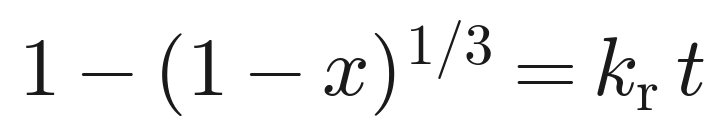 1 − (1 − x)^{1/3} = k_r t